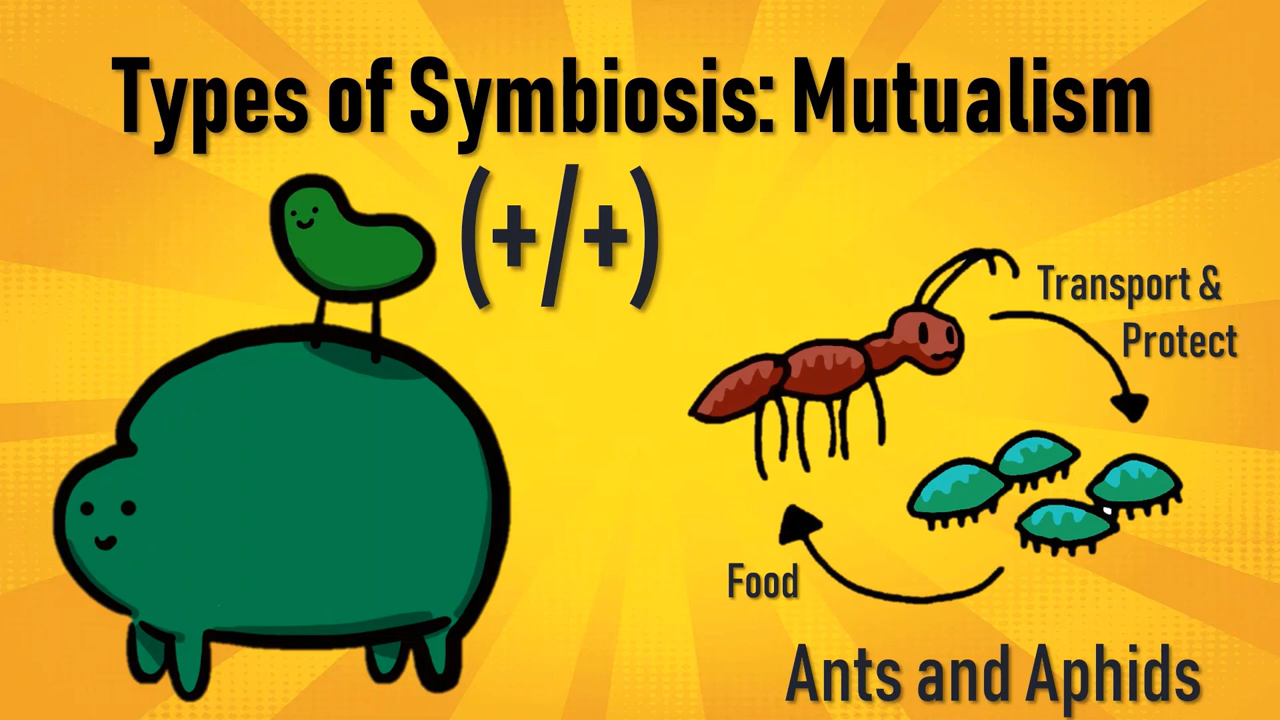 Types of Symbiosis: Mutualism
(+/+)
Transport &
Protect
Food
Ants and Aphids